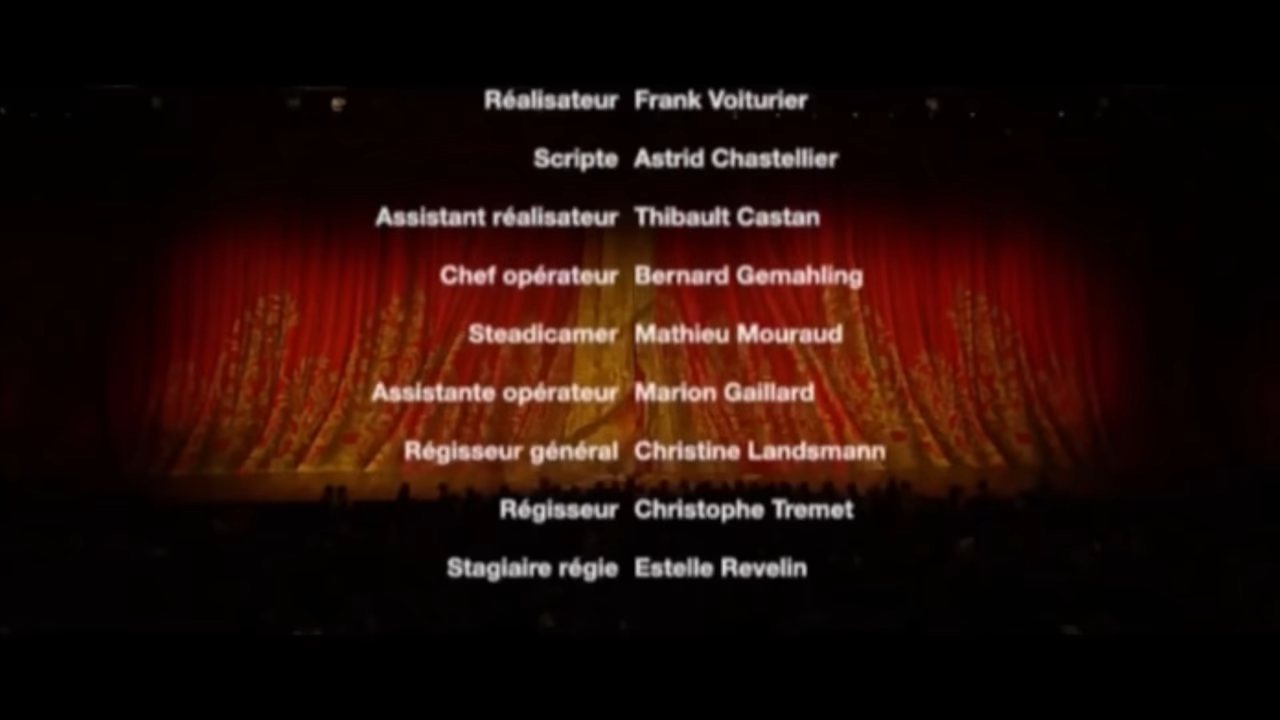 Réalisateur Frank Voiturier
Scripte Astrid Chastellier
Assistant réalisateur Thibault Castan
Chef opérateur Bernard Gemahling
Steadicamer Mathieu Mouraud
Assistante opérateur Marion Gaillard
Régisseur général Christine Landsmann
Régisseur Christophe Tremet
Stagiaire régie Estelle Revelin